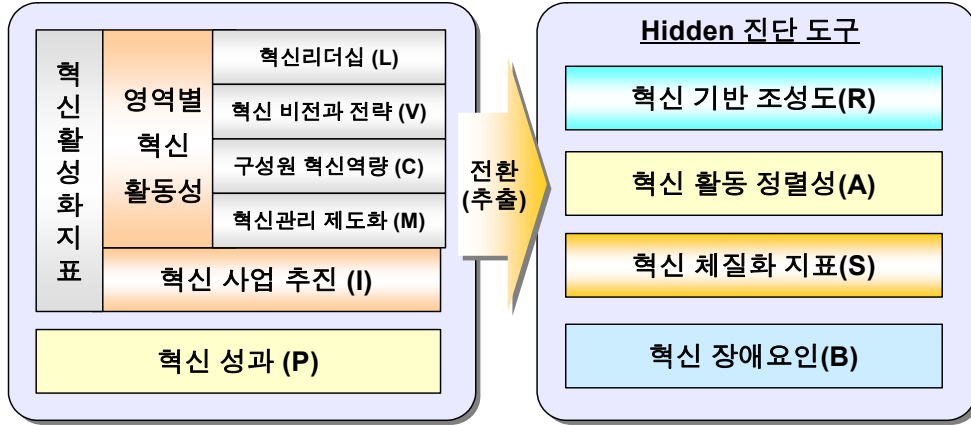 혁
신
활
성
화
지
표
영역별
혁신
활동성
혁신리더십 (L)
혁신 비전과 전략 (V)
구성원 혁신역량 (C)
혁신관리 제도화 (M)
혁신 사업 추진 (I)
혁신 성과 (P)
전환
(추출)
Hidden 진단 도구
혁신 기반 조성도(R)
혁신 활동 정렬성(A)
혁신 체질화 지표(S)
혁신 장애요인(B)